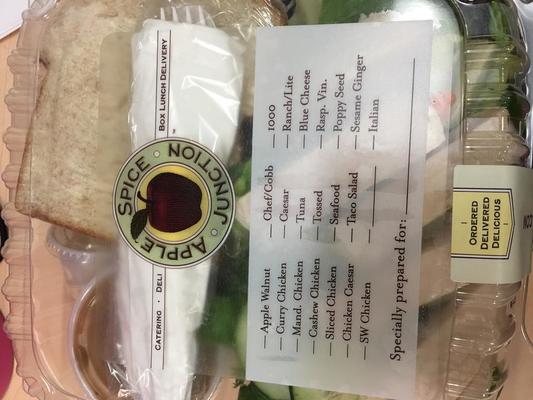 CATERING · DELI
BOX LUNCH DELIVERY
APPLE SPICE · JUNCTION ·
— Apple Walnut
— Curry Chicken
— Mand. Chicken
— Cashew Chicken
— Sliced Chicken
— Chicken Caesar
— SW Chicken
— Chef/Cobb
— Caesar
— Tuna
— Tossed
— Seafood
— Taco Salad
— 1000
— Ranch/Lite
— Blue Cheese
— Rasp. Vin.
— Poppy Seed
— Sesame Ginger
— Italian
Specially prepared for:
ORDERED
DELIVERED
DELICIOUS